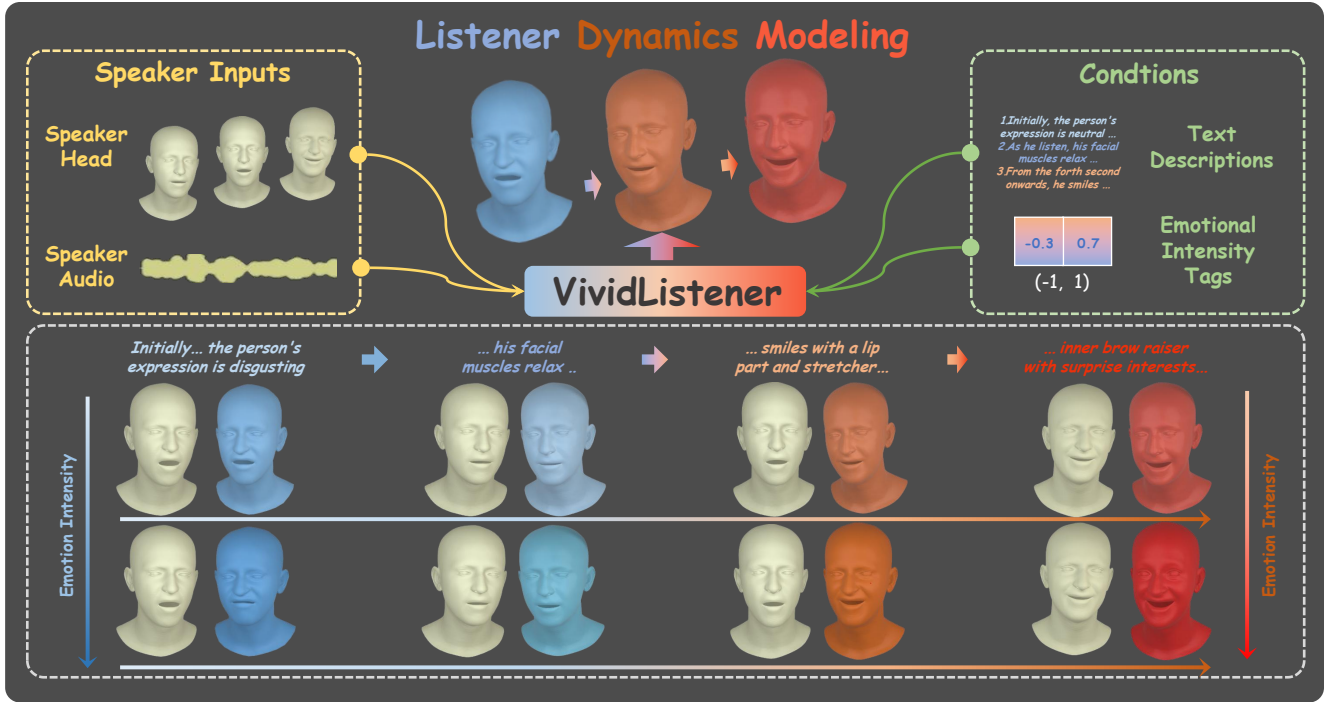 Listener Dynamics Modeling
Speaker Inputs
Speaker
Head
Speaker
Audio
Condtions
1.Initially, the person's
expression is neutral ...
2.As he listen, his facial
muscles relax ...
3.From the forth second
onwards, he smiles ...
Text
Descriptions
-0.3 0.7
(-1, 1)
Emotional
Intensity
Tags
VividListener
Initially... the person's
expression is disgusting
... his facial
muscles relax ..
... smiles with a lip
part and stretcher...
... inner brow raiser
with surprise interests...
Emotion Intensity
Emotion Intensity